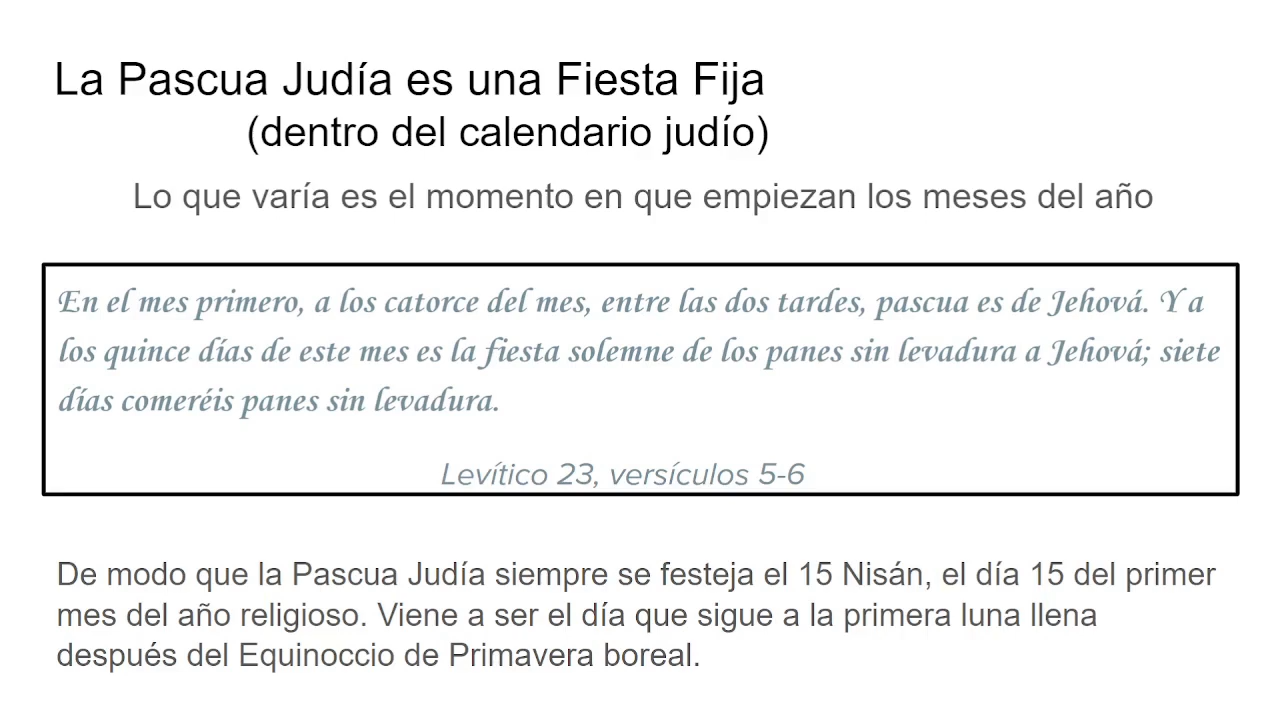 La Pascua Judía es una Fiesta Fija
(dentro del calendario judío)
Lo que varía es el momento en que empiezan los meses del año
En el mes primero, a los catorce del mes, entre las dos tardes, pascua es de Jehová. Y a
los quince días de este mes es la fiesta solemne de los panes sin levadura a Jehová; siete
días comeréis panes sin levadura.
Levítico 23, versículos 5-6
De modo que la Pascua Judía siempre se festeja el 15 Nisán, el día 15 del primer
mes del año religioso. Viene a ser el día que sigue a la primera luna llena
después del Equinoccio de Primavera boreal.